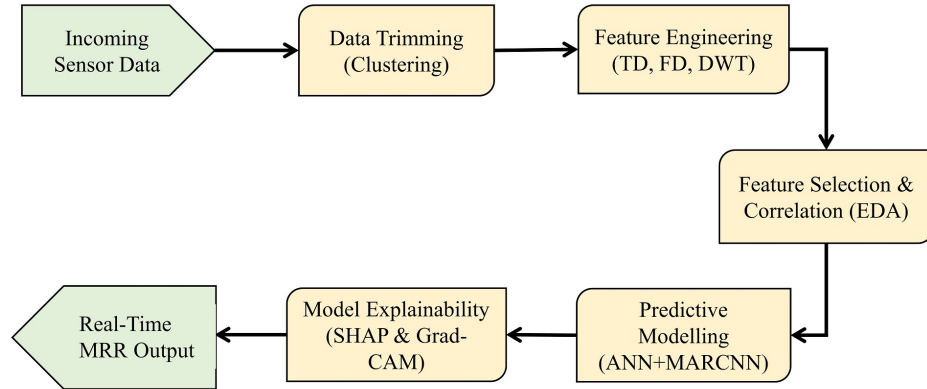 Incoming
Sensor Data
Data Trimming
(Clustering)
Feature Engineering
(TD, FD, DWT)
Feature Selection &
Correlation (EDA)
Predictive
Modelling
(ANN+MARCNN)
Model Explainability
(SHAP & Grad-
CAM)
Real-Time
MRR Output